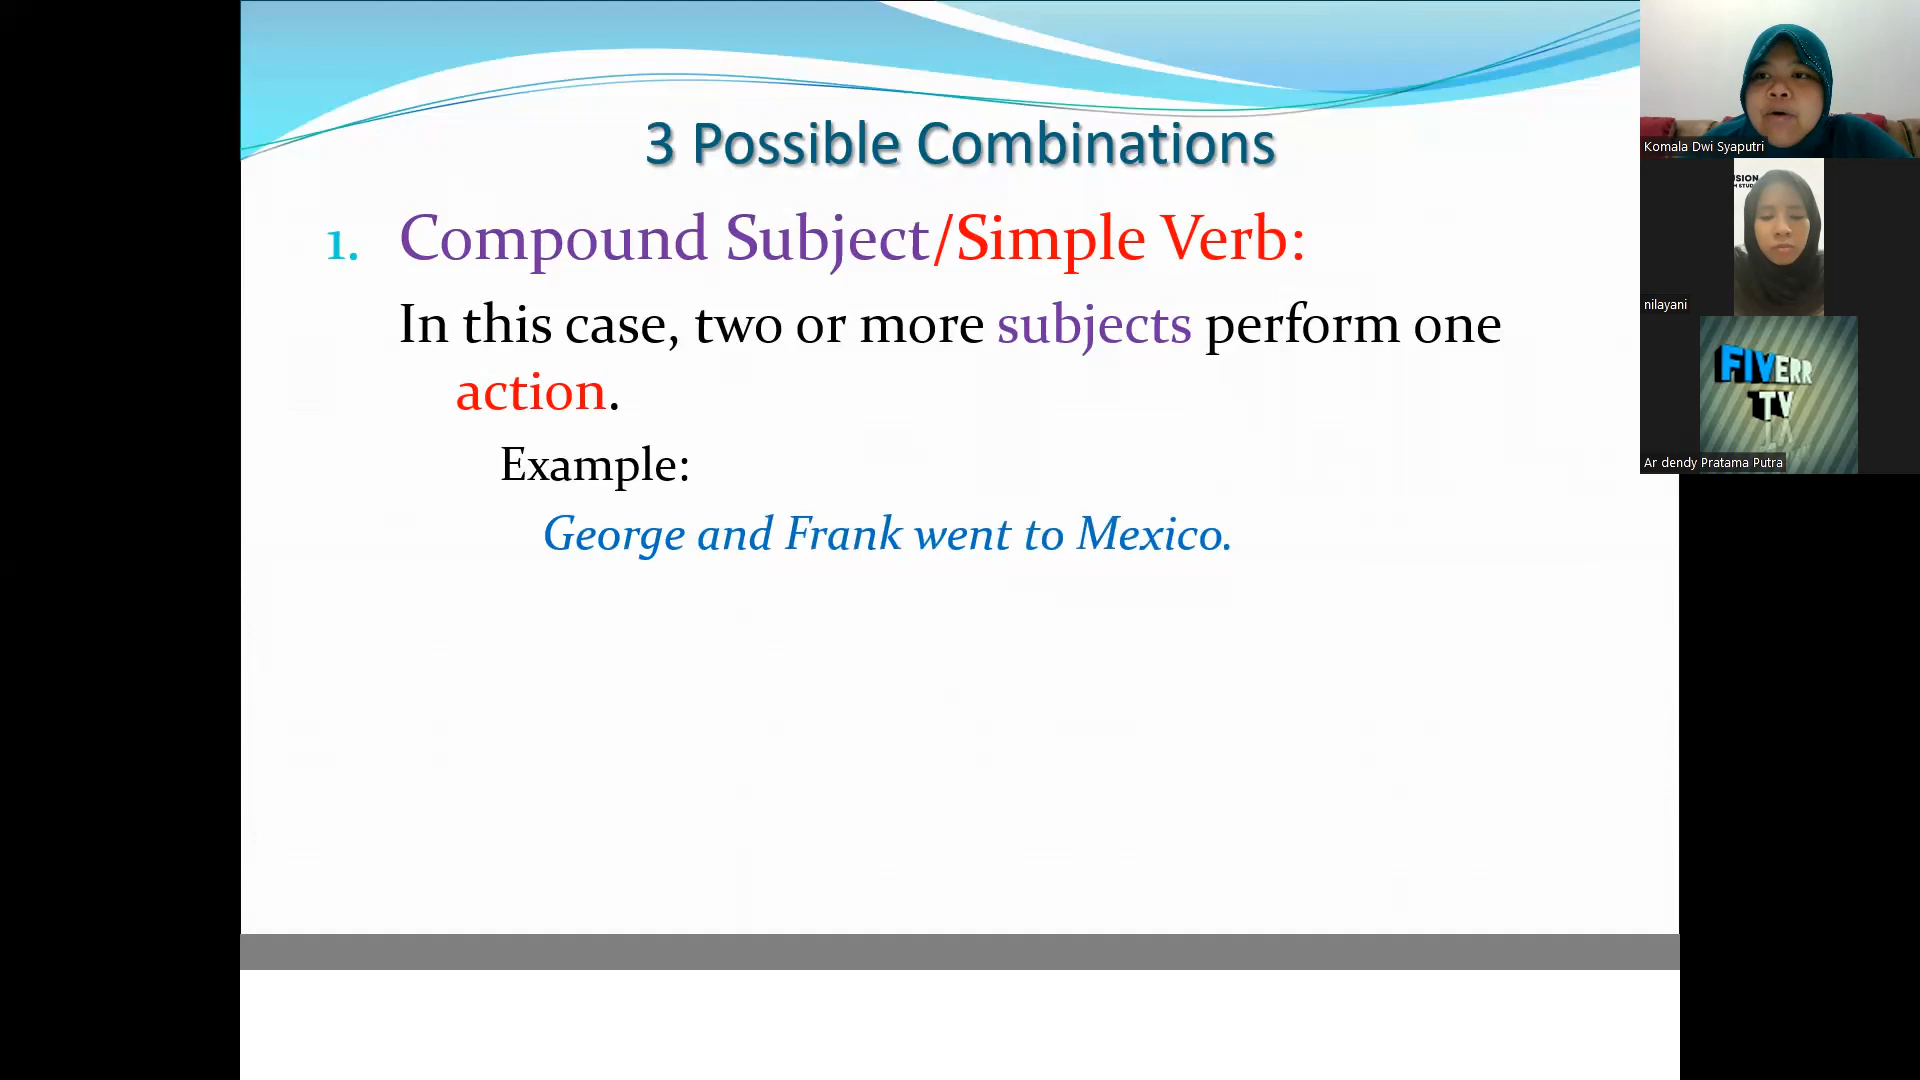 3 Possible Combinations
1. Compound Subject/Simple Verb:
In this case, two or more subjects perform one
action.
Example:
George and Frank went to Mexico.
Komala Dwi Syaputri
nilayani
FIVERR
TV
Ar dendy Pratama Putra